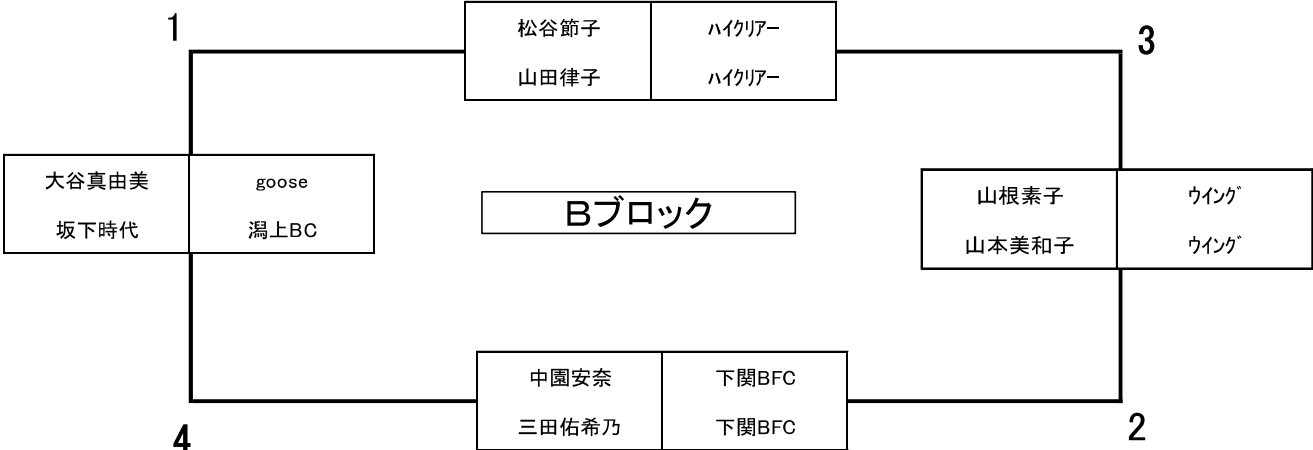 1
松谷節子 ハイクリアー
山田律子 ハイクリアー
3
大谷真由美 goose
坂下時代 潟上BC
Bブロック
山根素子 ウイング
山本美和子 ウイング
中園安奈 下関BFC
三田佑希乃 下関BFC
4
2